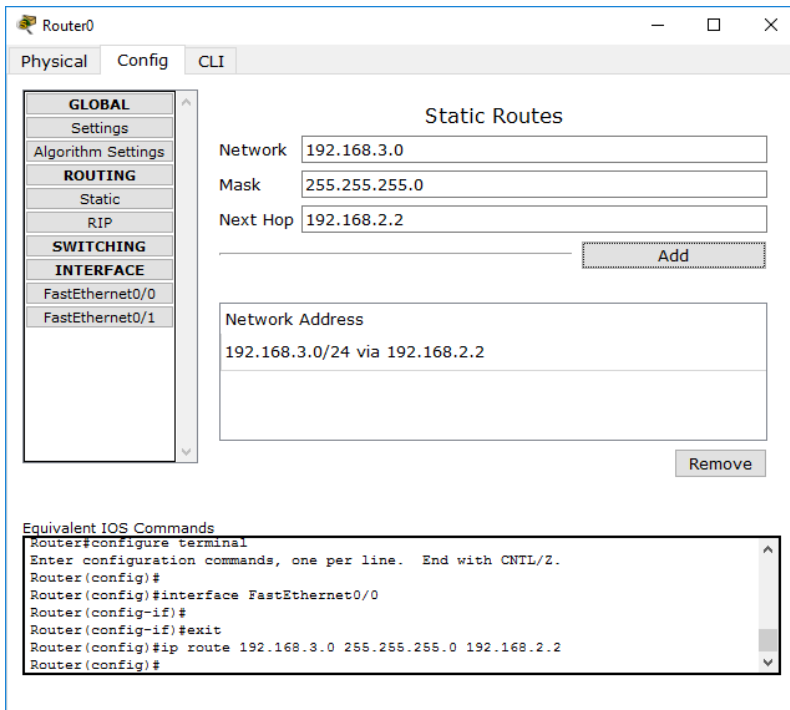 Router0
Physical Config CLI
GLOBAL
Settings
Algorithm Settings
ROUTING
Static
RIP
SWITCHING
INTERFACE
FastEthernet0/0
FastEthernet0/1
Static Routes
Network 192.168.3.0
Mask 255.255.255.0
Next Hop 192.168.2.2
Add
Network Address
192.168.3.0/24 via 192.168.2.2
Remove
Equivalent IOS Commands
Router#configure terminal
Enter configuration commands, one per line.  End with CNTL/Z.
Router(config)#
Router(config)#interface FastEthernet0/0
Router(config-if)#
Router(config-if)#exit
Router(config)#ip route 192.168.3.0 255.255.255.0 192.168.2.2
Router(config)#